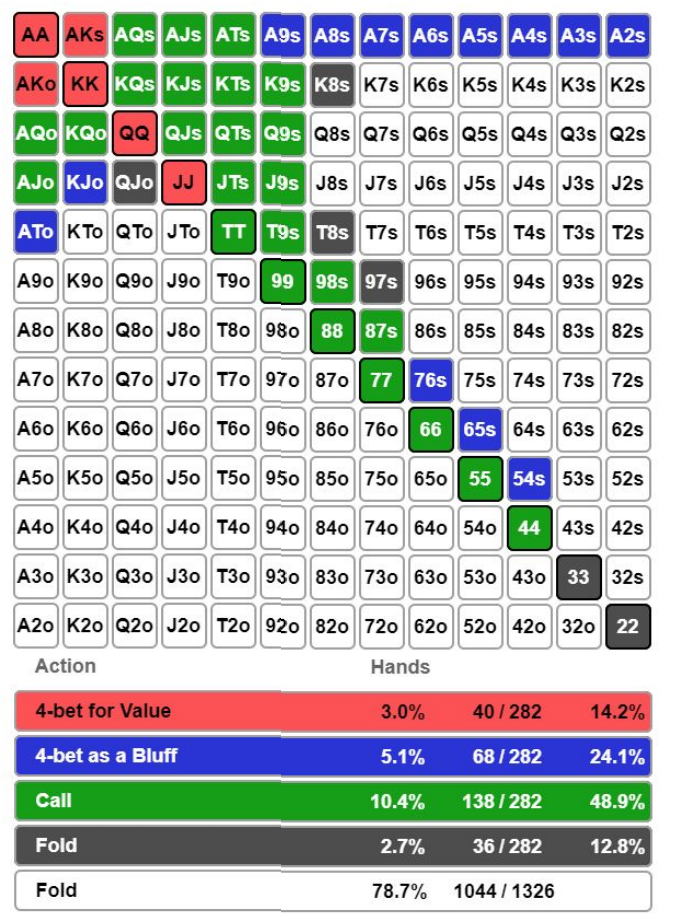 AA AKs AQs AJs ATs A9s A8s A7s A6s A5s A4s A3s A2s
AKo KK KQs KJs KTs K9s K8s K7s K6s K5s K4s K3s K2s
AQo KQo QQ QJs QTs Q9s Q8s Q7s Q6s Q5s Q4s Q3s Q2s
AJo KJo QJo JJ JTs J9s J8s J7s J6s J5s J4s J3s J2s
ATo KTo QTo JTo TT T9s T8s T7s T6s T5s T4s T3s T2s
A9o K9o Q9o J9o T9o 99 98s 97s 96s 95s 94s 93s 92s
A8o K8o Q8o J8o T8o 98o 88 87s 86s 85s 84s 83s 82s
A7o K7o Q7o J7o T7o 97o 87o 77 76s 75s 74s 73s 72s
A6o K6o Q6o J6o T6o 96o 86o 76o 66 65s 64s 63s 62s
A5o K5o Q5o J5o T5o 95o 85o 75o 65o 55 54s 53s 52s
A4o K4o Q4o J4o T4o 94o 84o 74o 64o 54o 44 43s 42s
A3o K3o Q3o J3o T3o 93o 83o 73o 63o 53o 43o 33 32s
A2o K2o Q2o J2o T2o 92o 82o 72o 62o 52o 42o 32o 22
Action Hands
4-bet for Value 3.0% 40 / 282 14.2%
4-bet as a Bluff 5.1% 68 / 282 24.1%
Call 10.4% 138 / 282 48.9%
Fold 2.7% 36 / 282 12.8%
Fold 78.7% 1044 / 1326